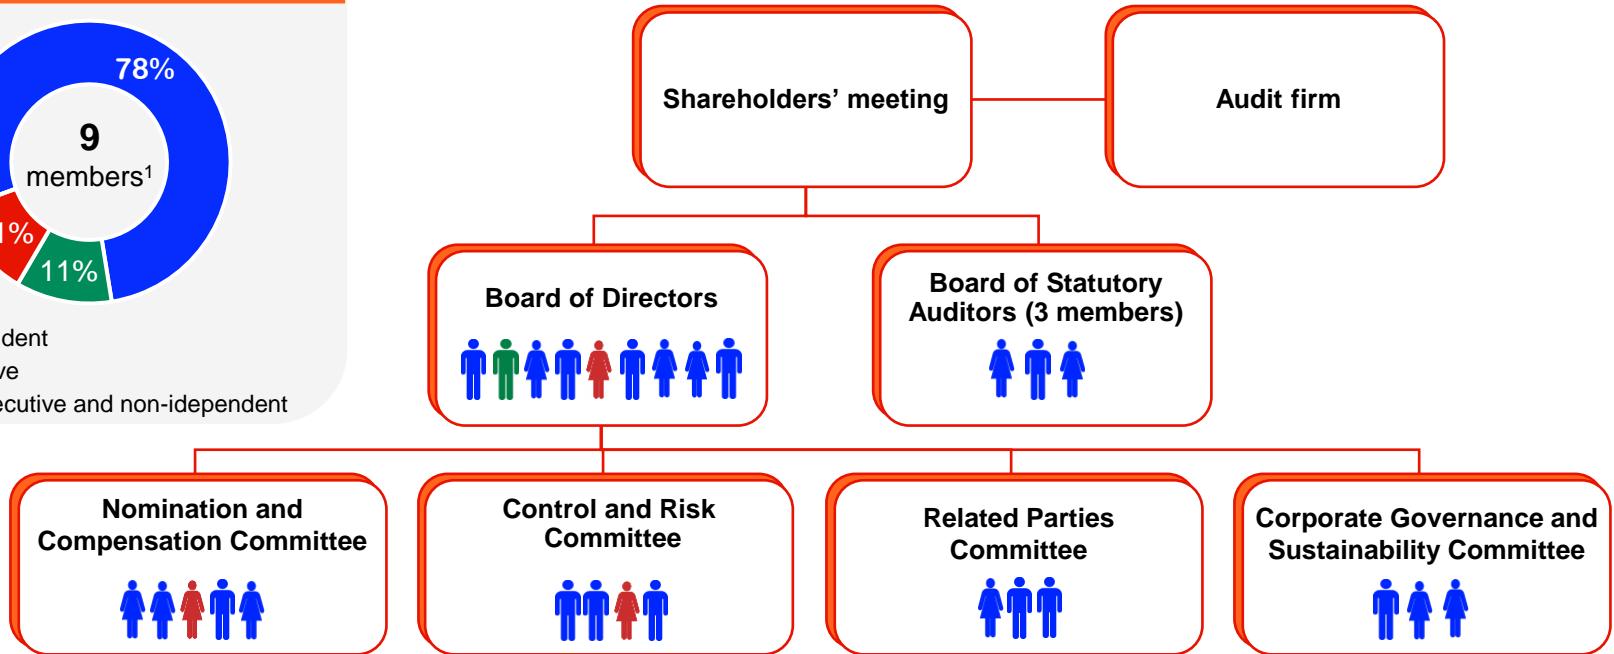 78%
9
members¹
1%
11%
dent
ve
ecutive and non-idependent
Shareholders' meeting
Audit firm
Board of Directors
Board of Statutory
Auditors (3 members)
Nomination and
Compensation Committee
Control and Risk
Committee
Related Parties
Committee
Corporate Governance and
Sustainability Committee